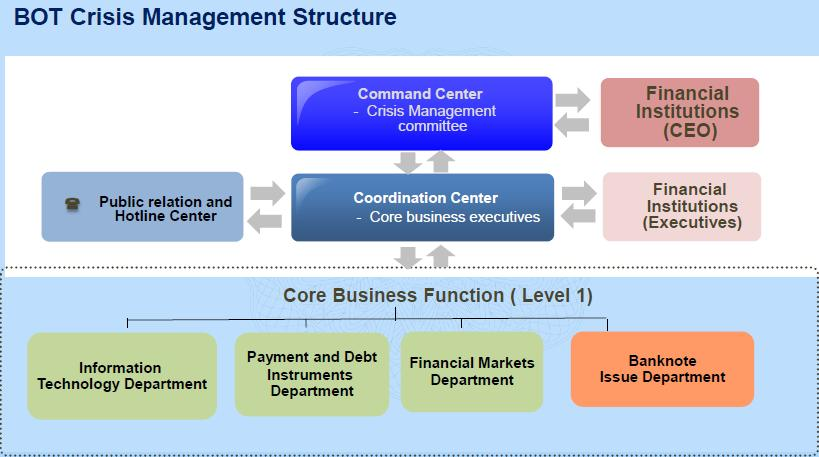 BOT Crisis Management Structure
Command Center
- Crisis Management
committee
Financial
Institutions
(CEO)
Public relation and
Hotline Center
Coordination Center
- Core business executives
Financial
Institutions
(Executives)
Core Business Function ( Level 1)
Information
Technology Department
Payment and Debt
Instruments
Department
Financial Markets
Department
Banknote
Issue Department